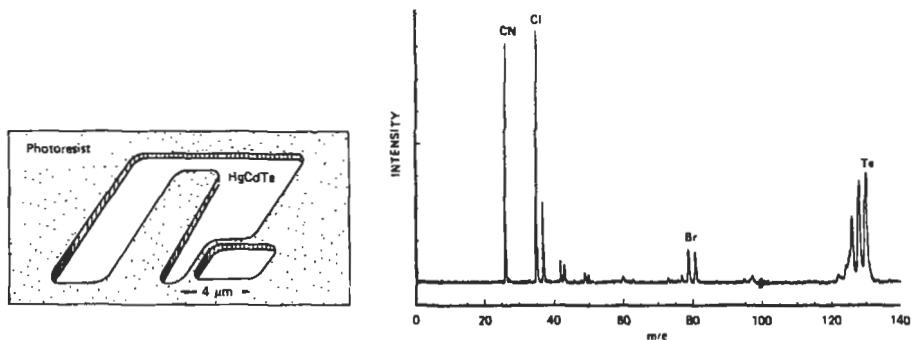 Photoresist
HgCdTe
4 μm
INTENSITY
CN
Cl
Br
Te
0 20 40 60 80 100 120 140
m/e